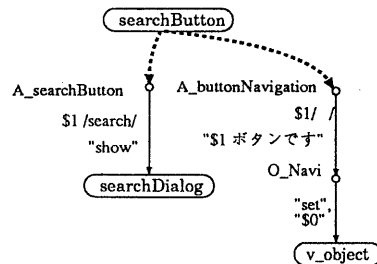 searchButton
A_searchButton
$1 /search/
"show"
searchDialog
A_buttonNavigation
$1/ /
"$1 ボタンです"
O_Navi
"set",
"$0"
v_object